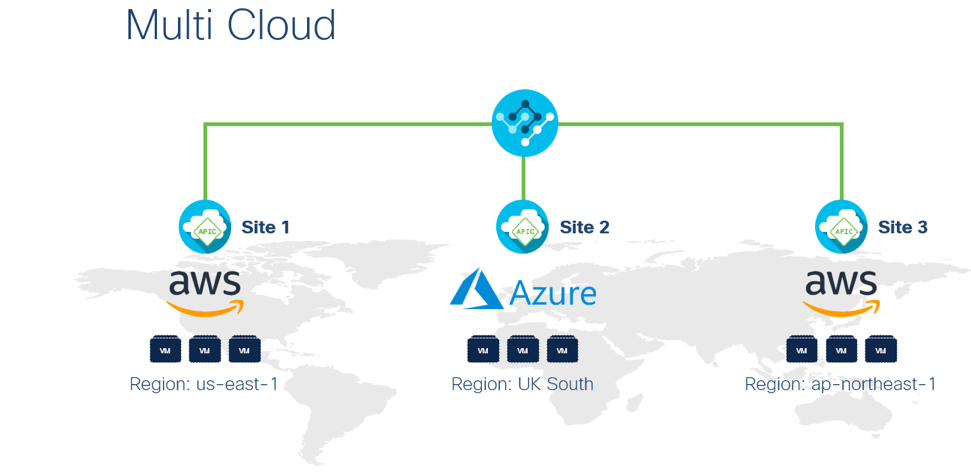 Multi Cloud
APIC Site 1
APIC Site 2
APIC Site 3
aws
Azure
aws
VM VM VM
VM VM VM
VM VM VM
Region: us-east-1
Region: UK South
Region: ap-northeast-1